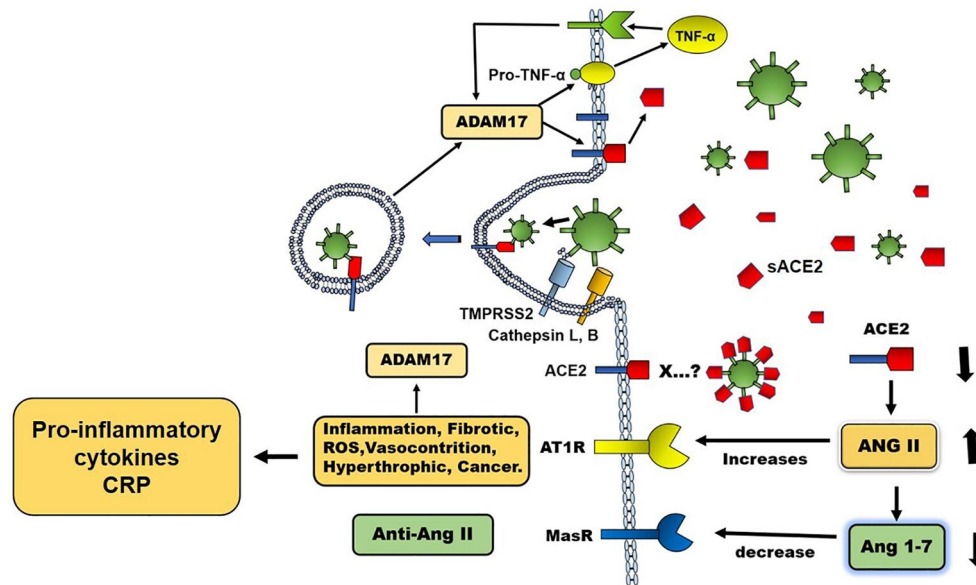 TNF-α
Pro-TNF-α
ADAM17
sACE2
TMPRSS2
Cathepsin L, B
ACE2
ADAM17
ACE2
X...?
Pro-inflammatory
cytokines
CRP
Inflammation, Fibrotic,
ROS,Vasocontrition,
Hyperthrophic, Cancer.
AT1R
Increases
ANG II
Anti-Ang II
MasR
decrease
Ang 1-7